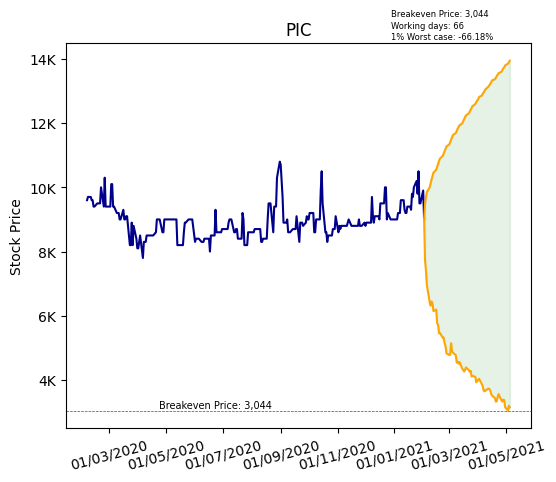 Breakeven Price: 3,044
Working days: 66
1% Worst case: -66.18%
PIC
14K
12K
10K
8K
6K
4K
Stock Price
Breakeven Price: 3,044
01/03/2020
01/05/2020
01/07/2020
01/09/2020
01/11/2020
01/01/2021
01/03/2021
01/05/2021